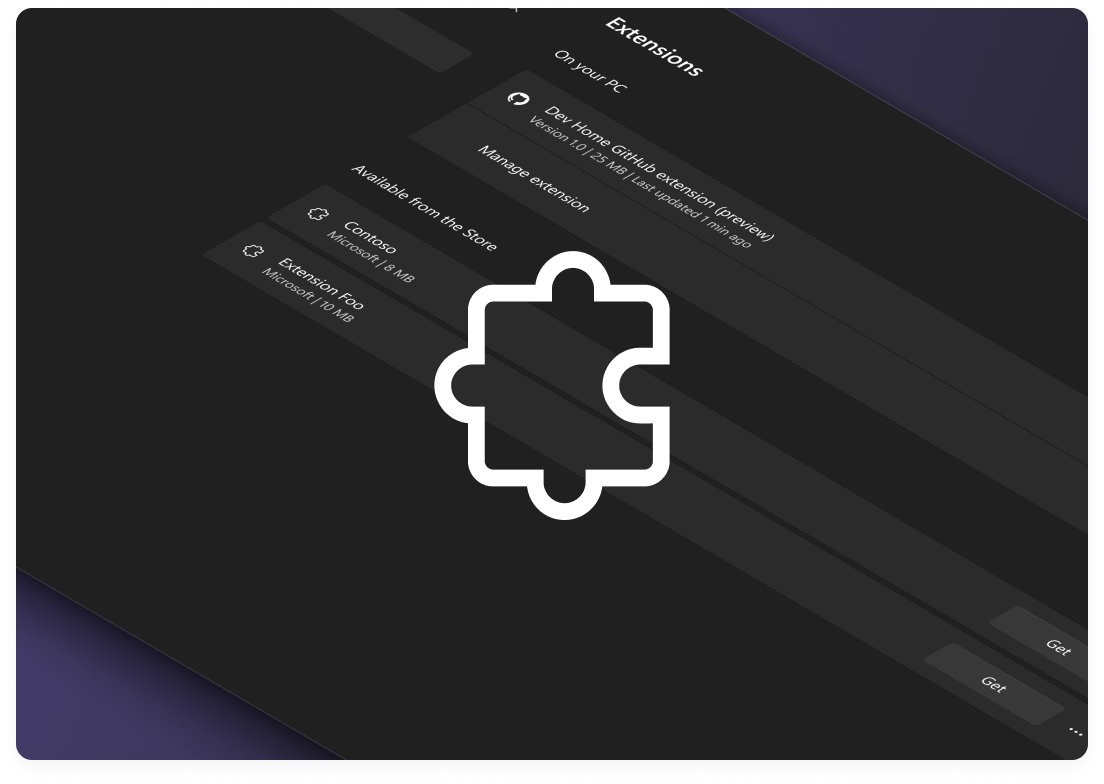 Extensions
On your PC
Dev Home GitHub extension (preview)
Version 1.0 | 25 MB | Last updated 1 min ago
Manage extension
Available from the Store
Contoso
Microsoft | 8 MB
Get
Extension Foo
Microsoft | 10 MB
Get
...